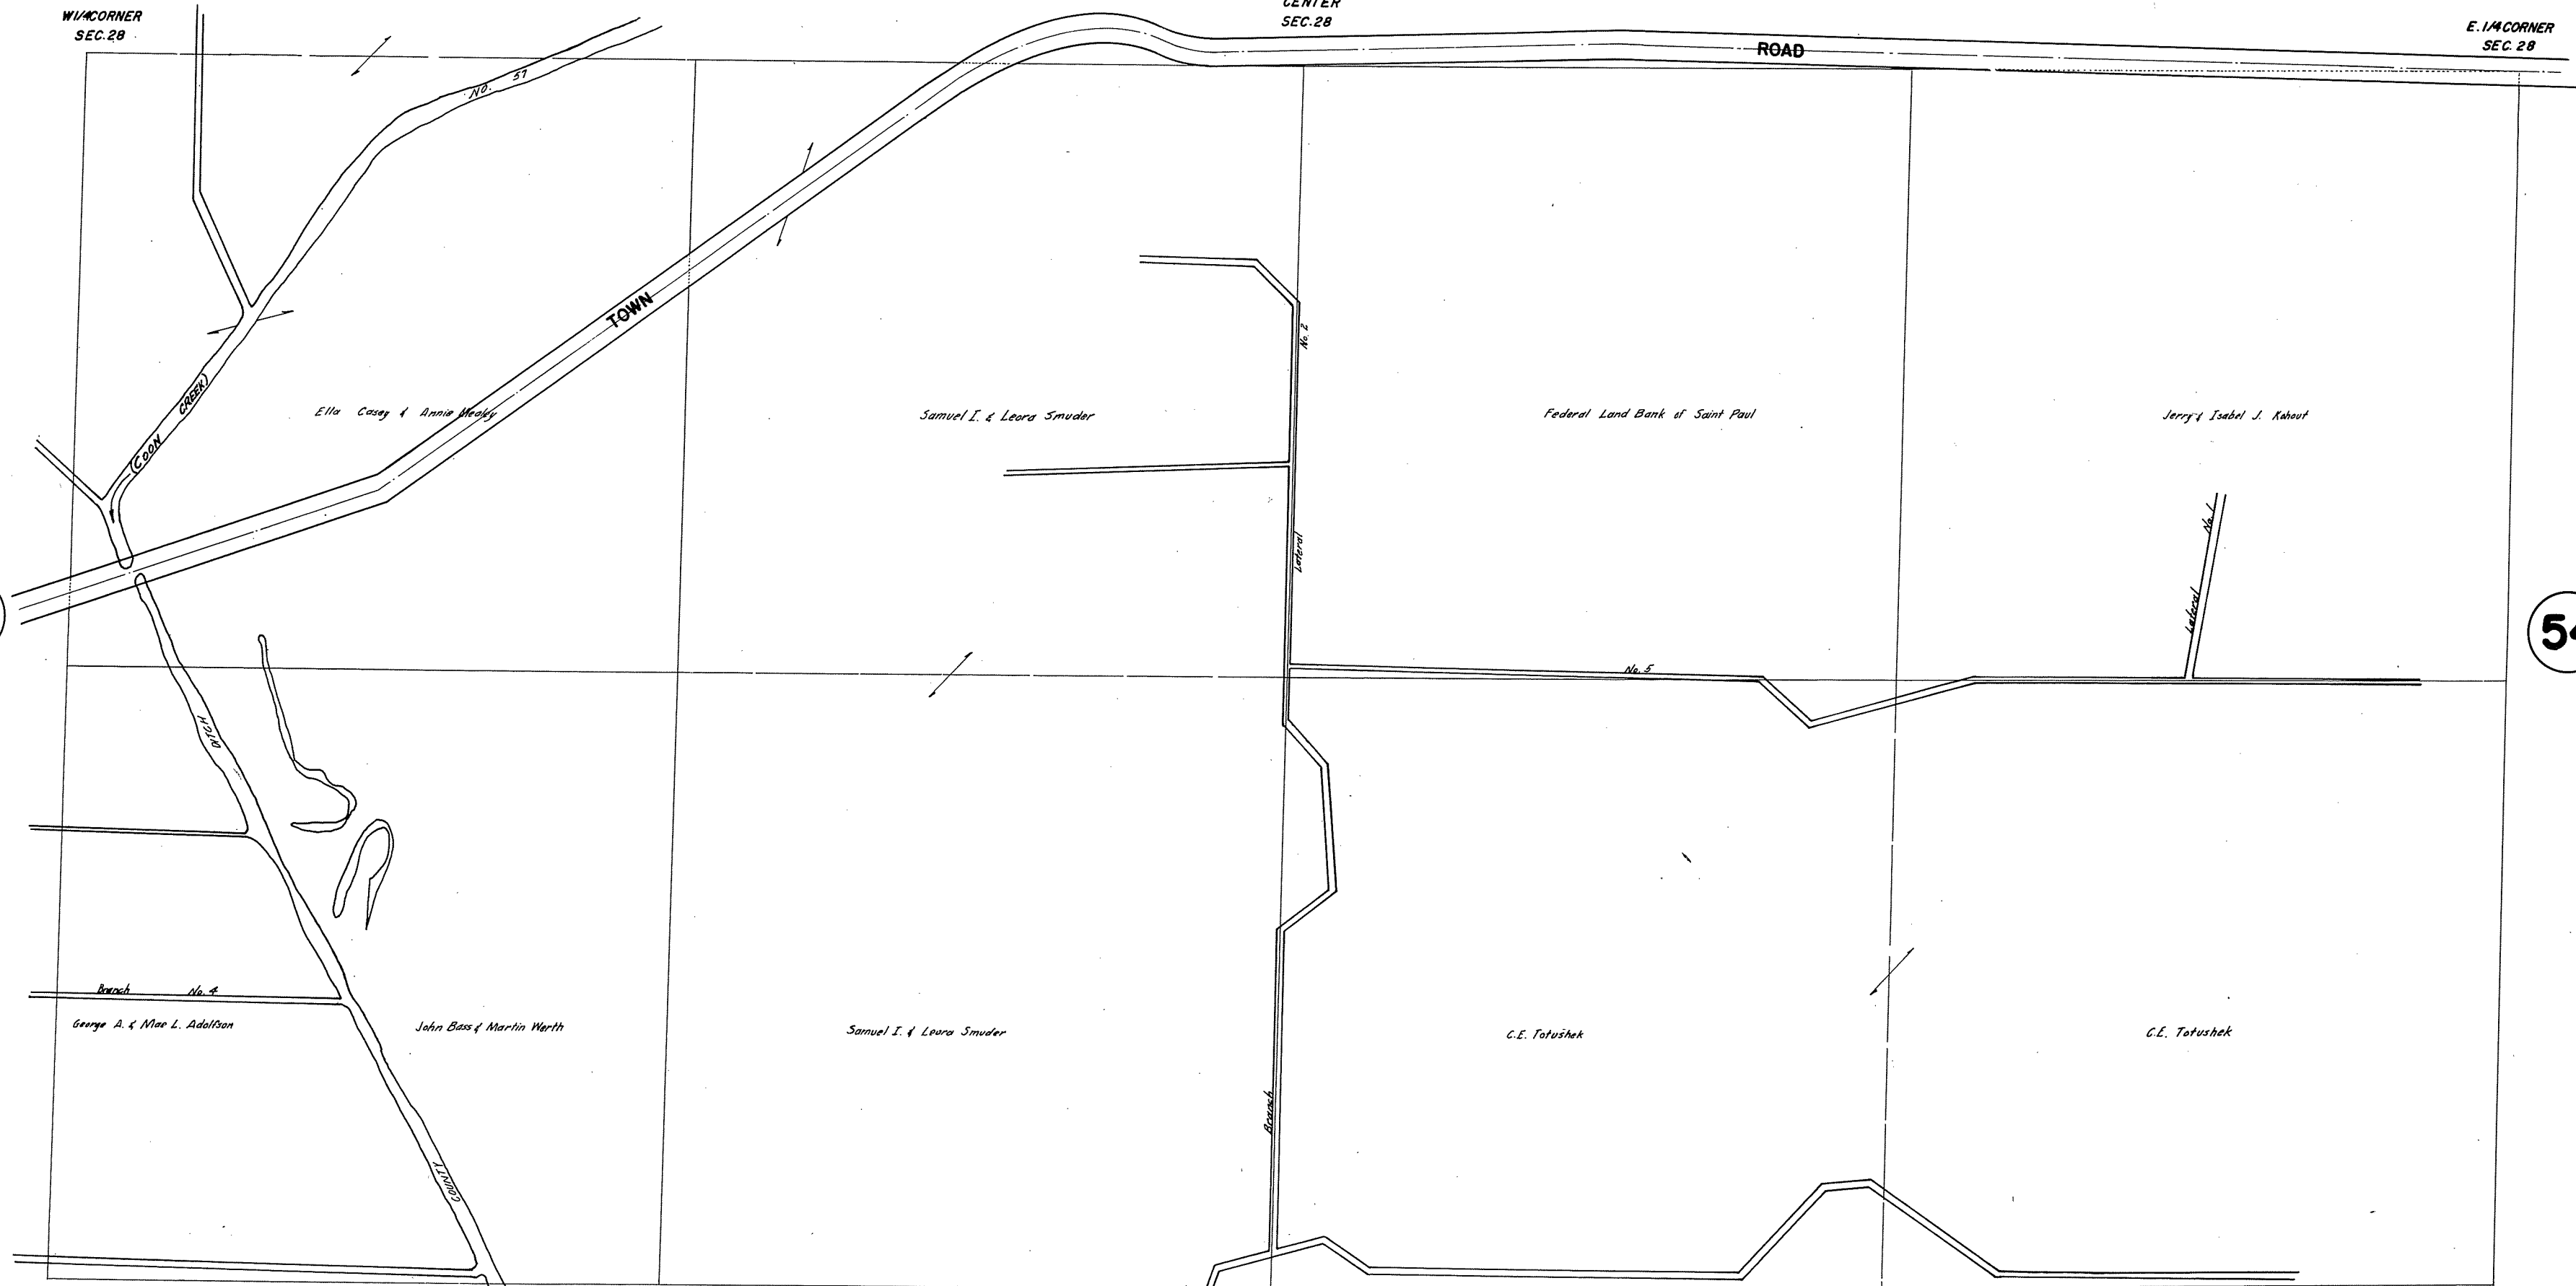 W1/4CORNER
SEC.28
CENTER
SEC.28
E.1/4CORNER
SEC. 28
ROAD
NO. 57
TOWN
No. 2
(COON CREEK)
Ella Casey & Annie Mealey
Samuel I. & Leora Smuder
Federal Land Bank of Saint Paul
Jerry & Isabel J. Kohout
Lateral
Lateral No. 1
54
No. 5
DITCH
Branch No. 4
George A. & Mae L. Adolfson
John Bass & Martin Werth
Samuel I. & Leora Smuder
C.E. Totushek
C.E. Totushek
Branch
COUNTY